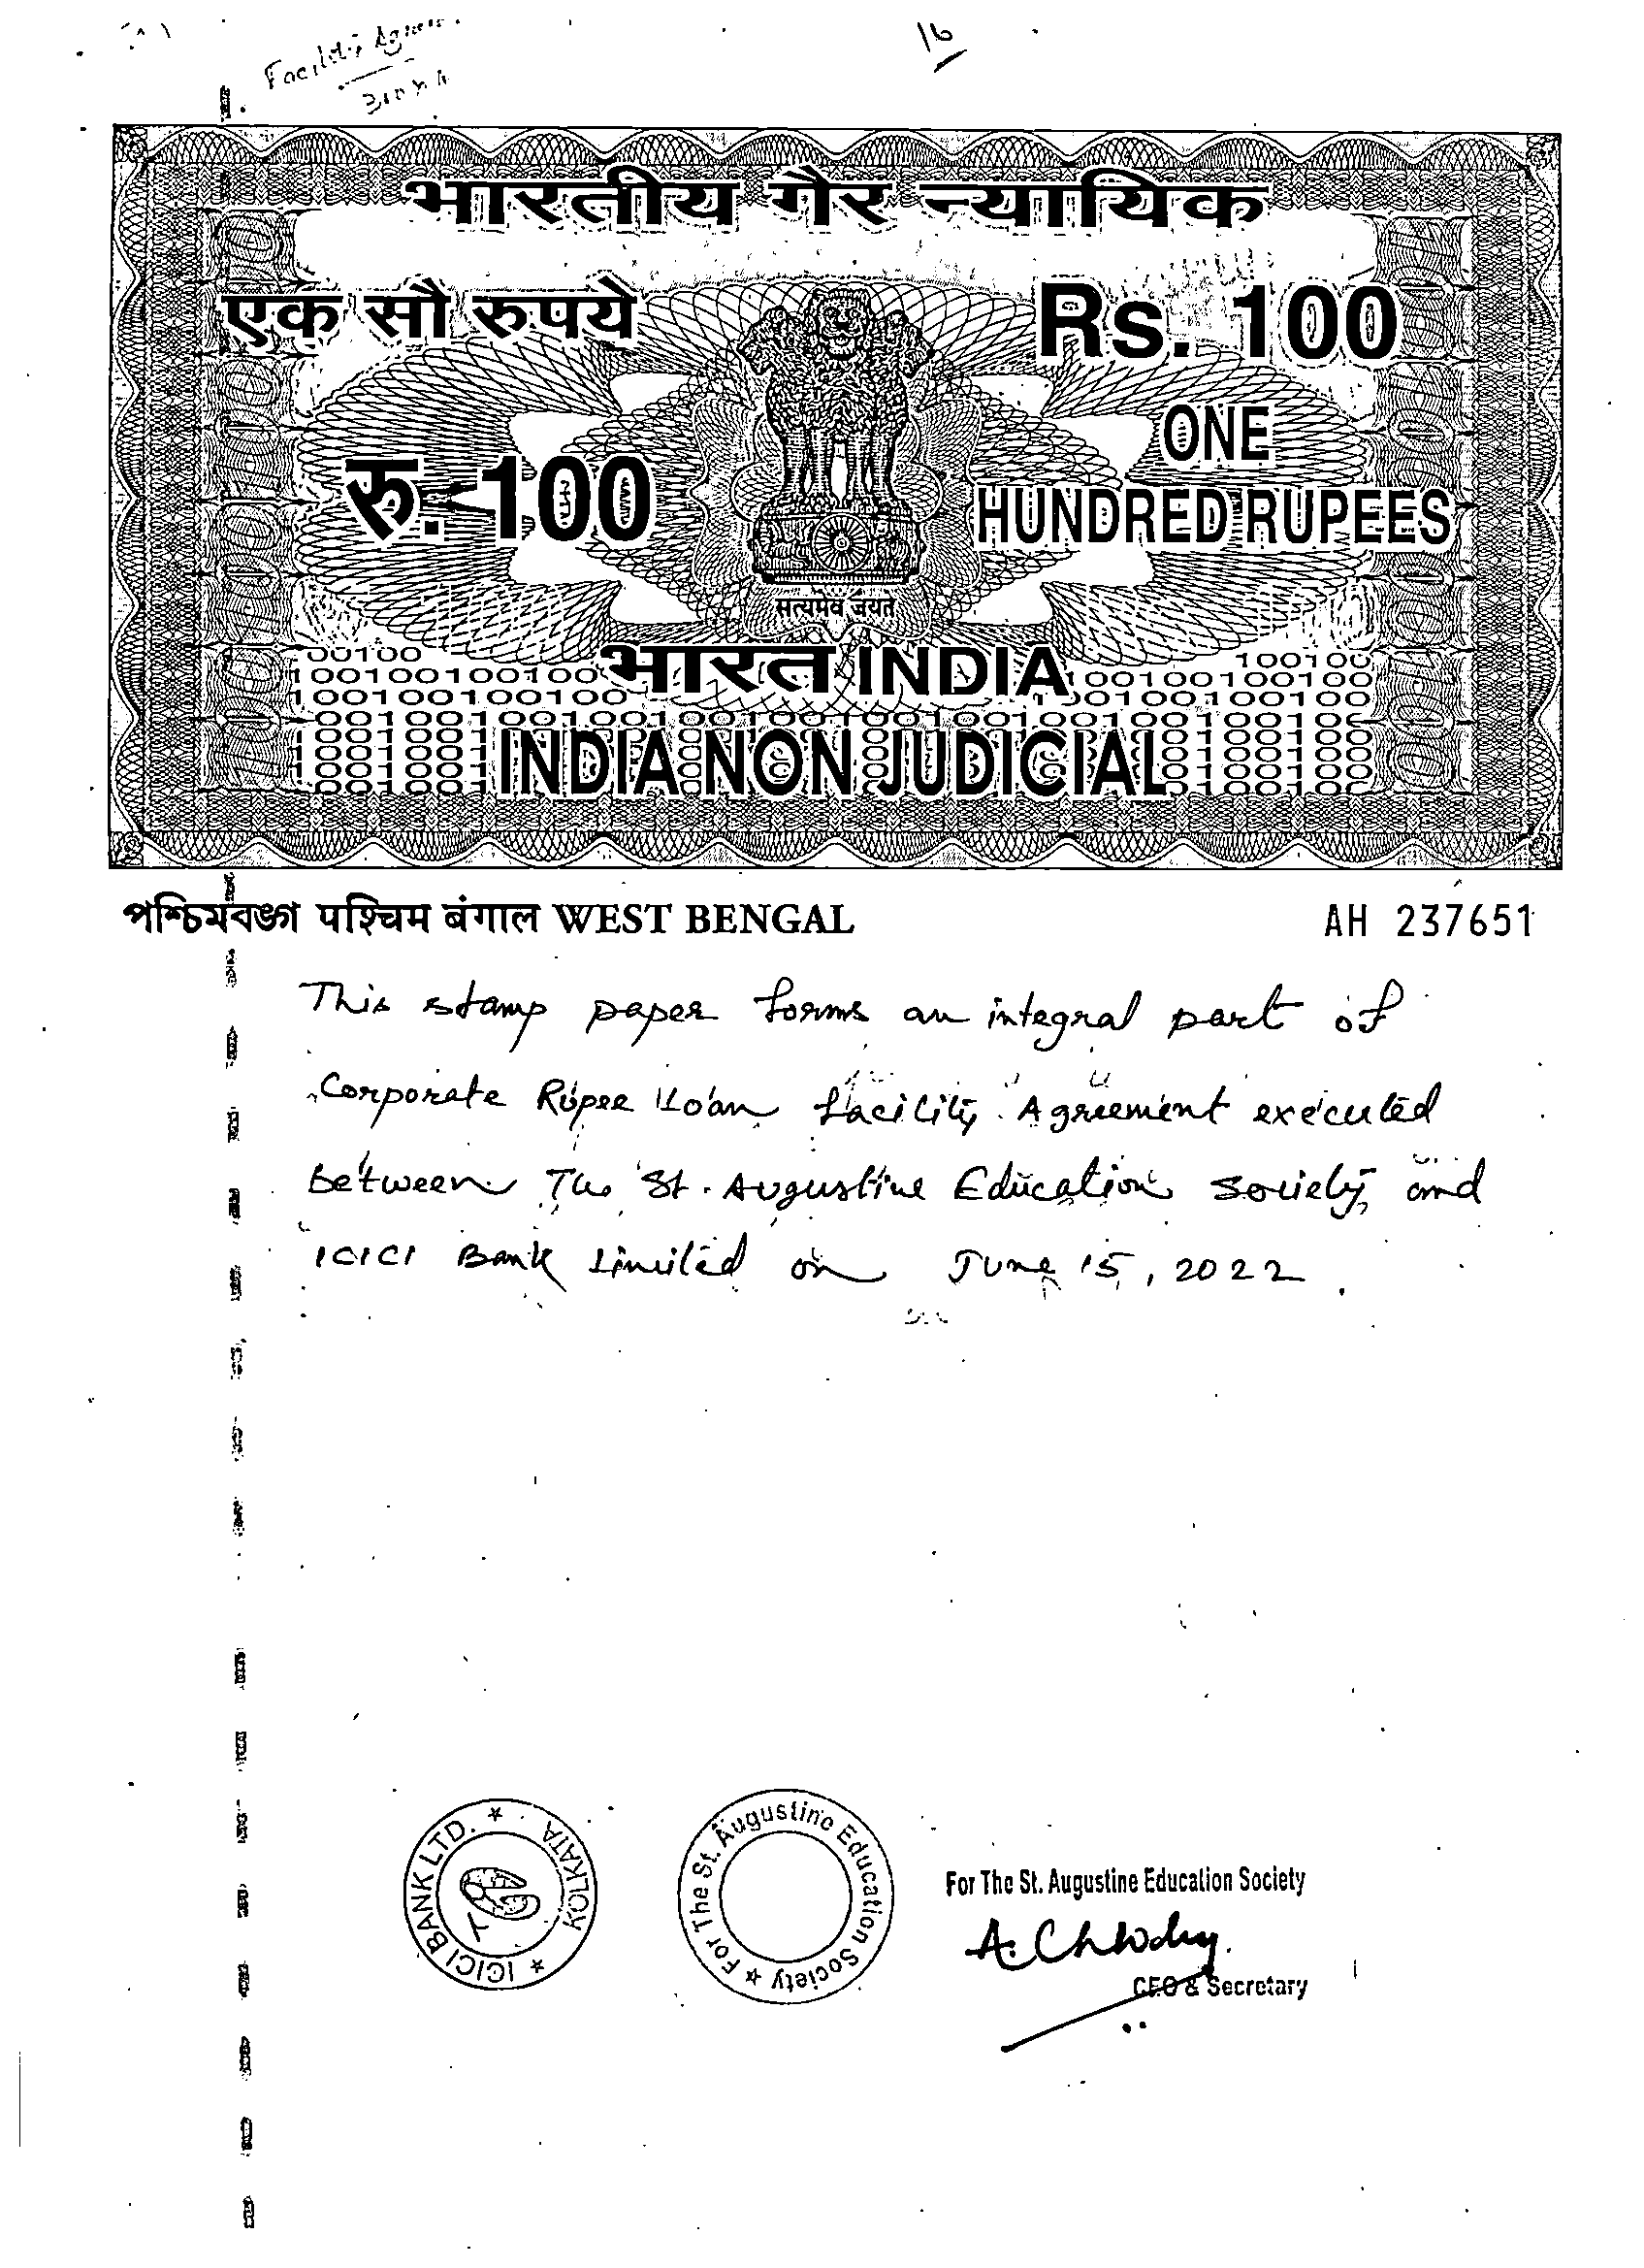 Facility
16
भारतीय गैर न्यायिक
एक सौ रुपये
Rs. 100
रु. 100
ONE
HUNDRED RUPEES
सत्यमेव जयते
भारत INDIA
INDIA NON JUDICIAL
পশ্চিমবঙ্গ पश्चिम बंगाल WEST BENGAL
AH 237651
This stamp paper forms an integral part of
Corporate Rupee Loan facility Agreement executed
between The St. Augustine Education Society and
ICICI Bank Limited on June 15, 2022.
ICICI BANK LTD. * KOLKATA *
For The St. Augustine Education Society
For The St. Augustine Education Society
A. Chowdhry
CEO & Secretary